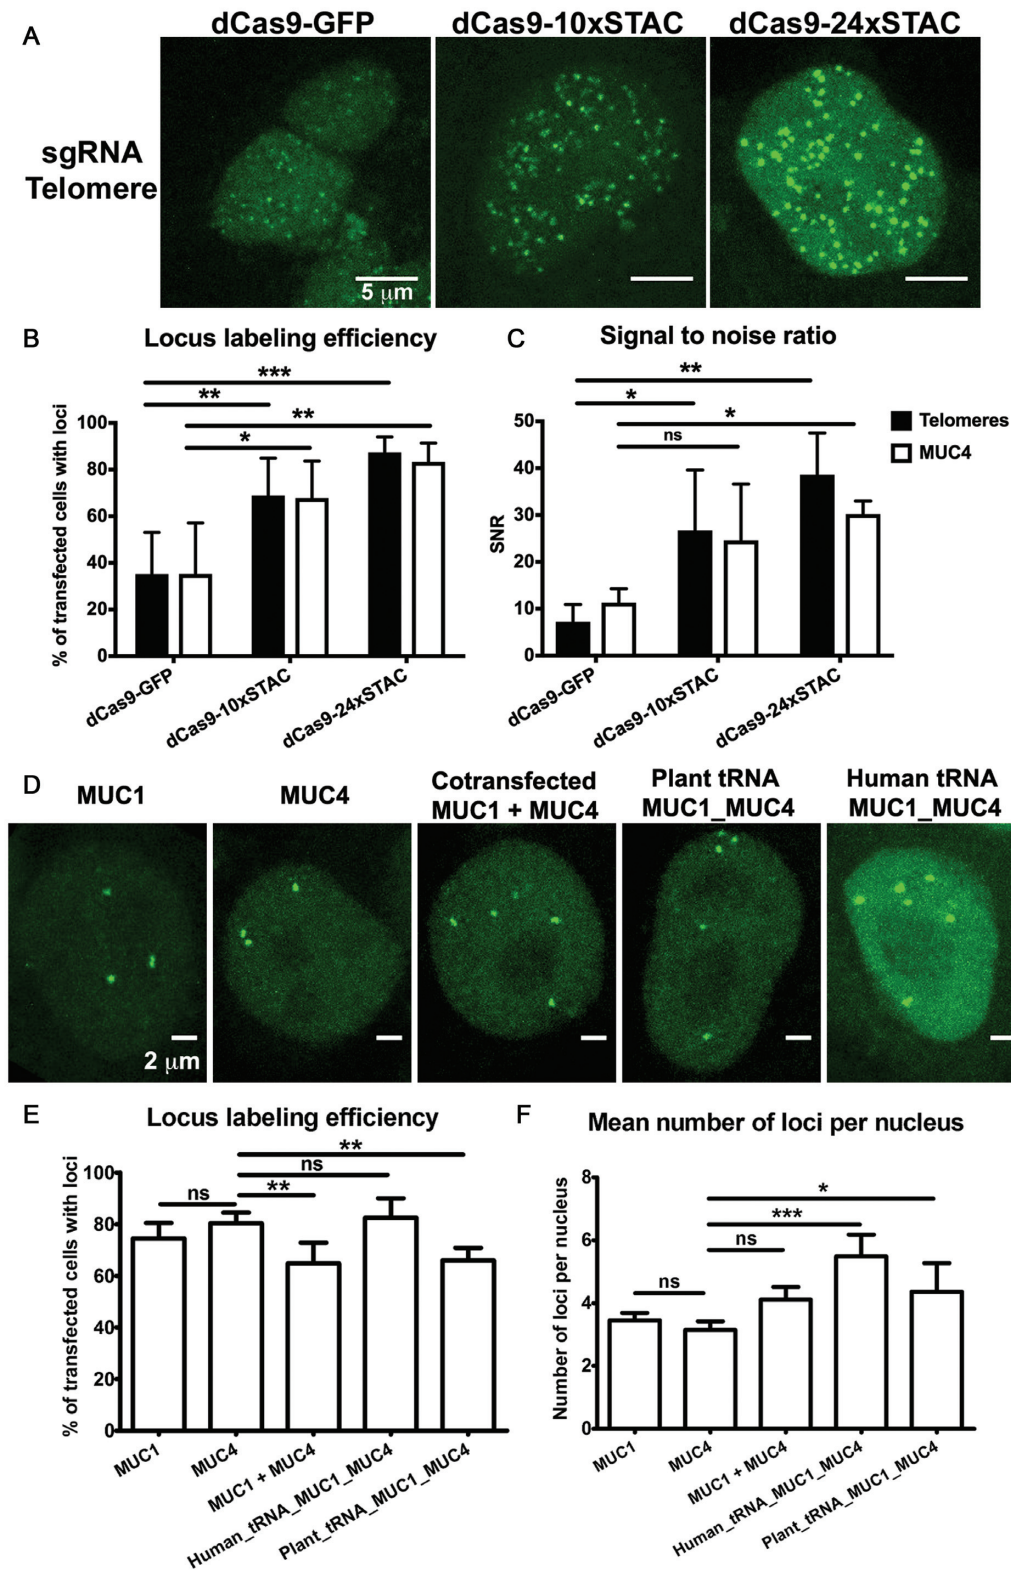 A
dCas9-GFP
dCas9-10xSTAC
dCas9-24xSTAC
sgRNA
Telomere
5 μm
B
Locus labeling efficiency
***
**
**
*
% of transfected cells with loci
100
80
60
40
20
0
dCas9-GFP
dCas9-10xSTAC
dCas9-24xSTAC
C
Signal to noise ratio
**
*
*
ns
SNR
50
40
30
20
10
0
dCas9-GFP
dCas9-10xSTAC
dCas9-24xSTAC
Telomeres
MUC4
D
MUC1
MUC4
Cotransfected
MUC1 + MUC4
Plant tRNA
MUC1_MUC4
Human tRNA
MUC1_MUC4
2 μm
E
Locus labeling efficiency
**
ns
**
ns
% of transfected cells with loci
100
80
60
40
20
0
MUC1
MUC4
MUC1 + MUC4
Human_tRNA_MUC1_MUC4
Plant_tRNA_MUC1_MUC4
F
Mean number of loci per nucleus
*
***
ns
ns
Number of loci per nucleus
8
6
4
2
0
MUC1
MUC4
MUC1 + MUC4
Human_tRNA_MUC1_MUC4
Plant_tRNA_MUC1_MUC4